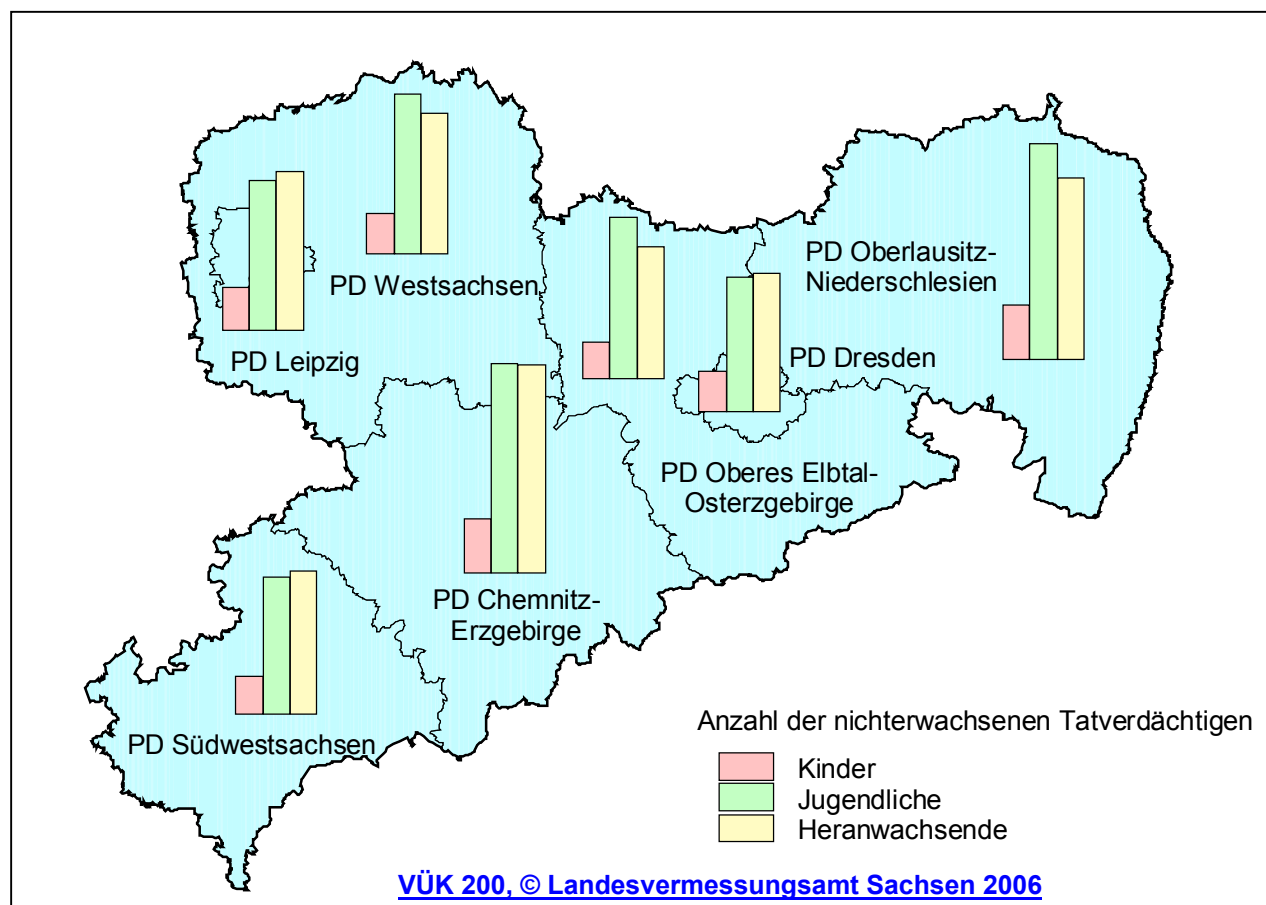 PD Westsachsen
PD Leipzig
PD Oberlausitz-
Niederschlesien
PD Dresden
PD Oberes Elbtal-
Osterzgebirge
PD Chemnitz-
Erzgebirge
PD Südwestsachsen
Anzahl der nichterwachsenen Tatverdächtigen
Kinder
Jugendliche
Heranwachsende
VÜK 200, © Landesvermessungsamt Sachsen 2006